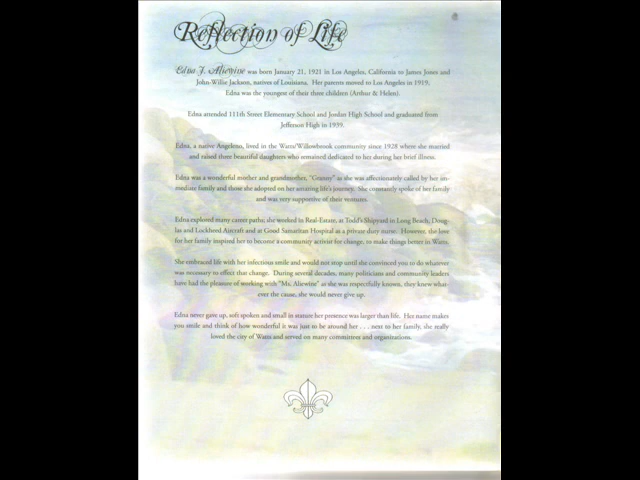 Reflection of Life
Edna J. Aliewine was born January 21, 1921 in Los Angeles, California to James Jones and
John-Willie Jackson, natives of Louisiana. Her parents moved to Los Angeles in 1919.
Edna was the youngest of their three children (Arthur & Helen).
Edna attended 111th Street Elementary School and Jordan High School and graduated from
Jefferson High in 1939.
Edna, a native Angeleno, lived in the Watts/Willowbrook community since 1928 where she married
and raised three beautiful daughters who remained dedicated to her during her brief illness.
Edna was a wonderful mother and grandmother, "Granny" as she was affectionately called by her im-
mediate family and those she adopted on her amazing life's journey. She constantly spoke of her family
and was very supportive of their ventures.
Edna explored many career paths, she worked in Real-Estate, at Todd's Shipyard in Long Beach, Doug-
las and Lockheed Aircraft and at Good Samaritan Hospital as a private duty nurse. However, the love
for her family inspired her to become a community activist for change, to make things better in Watts.
She embraced life with her infectious smile and would not stop until she convinced you to do whatever
was necessary to effect that change. During several decades, many politicians and community leaders
have had the pleasure of working with "Ms. Aliewine" as she was respectfully known, they knew what-
ever the cause, she would never give up.
Edna never gave up, soft spoken and small in stature her presence was larger than life. Her name makes
you smile and think of how wonderful it was just to be around her . . . next to her family, she really
loved the city of Watts and served on many committees and organizations.